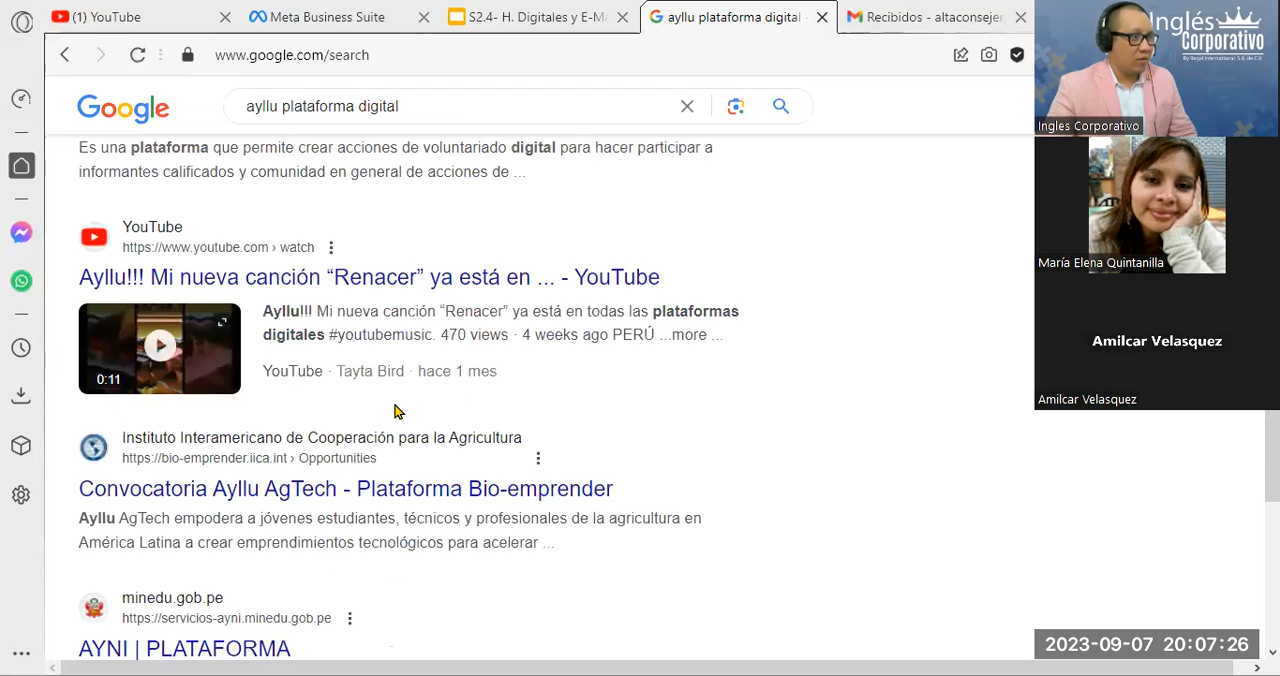 (1) YouTube
Meta Business Suite
S2.4- H. Digitales y E-Ma
ayllu plataforma digital
Recibidos - altaconsejer
www.google.com/search
Google
ayllu plataforma digital
Es una plataforma que permite crear acciones de voluntariado digital para hacer participar a
informantes calificados y comunidad en general de acciones de ...
YouTube
https://www.youtube.com › watch
Ayllu!!! Mi nueva canción “Renacer” ya está en ... - YouTube
Ayllu!!! Mi nueva canción “Renacer” ya está en todas las plataformas
digitales #youtubemusic. 470 views · 4 weeks ago PERÚ ...more ...
0:11
YouTube · Tayta Bird · hace 1 mes
Instituto Interamericano de Cooperación para la Agricultura
https://bio-emprender.iica.int › Opportunities
Convocatoria Ayllu AgTech - Plataforma Bio-emprender
Ayllu AgTech empodera a jóvenes estudiantes, técnicos y profesionales de la agricultura en
América Latina a crear emprendimientos tecnológicos para acelerar ...
minedu.gob.pe
https://servicios-ayni.minedu.gob.pe
AYNI | PLATAFORMA
Inglés
Corporativo
By Regal International, S.A. de C.V.
Ingles Corporativo
María Elena Quintanilla
Amilcar Velasquez
Amilcar Velasquez
2023-09-07 20:07:26